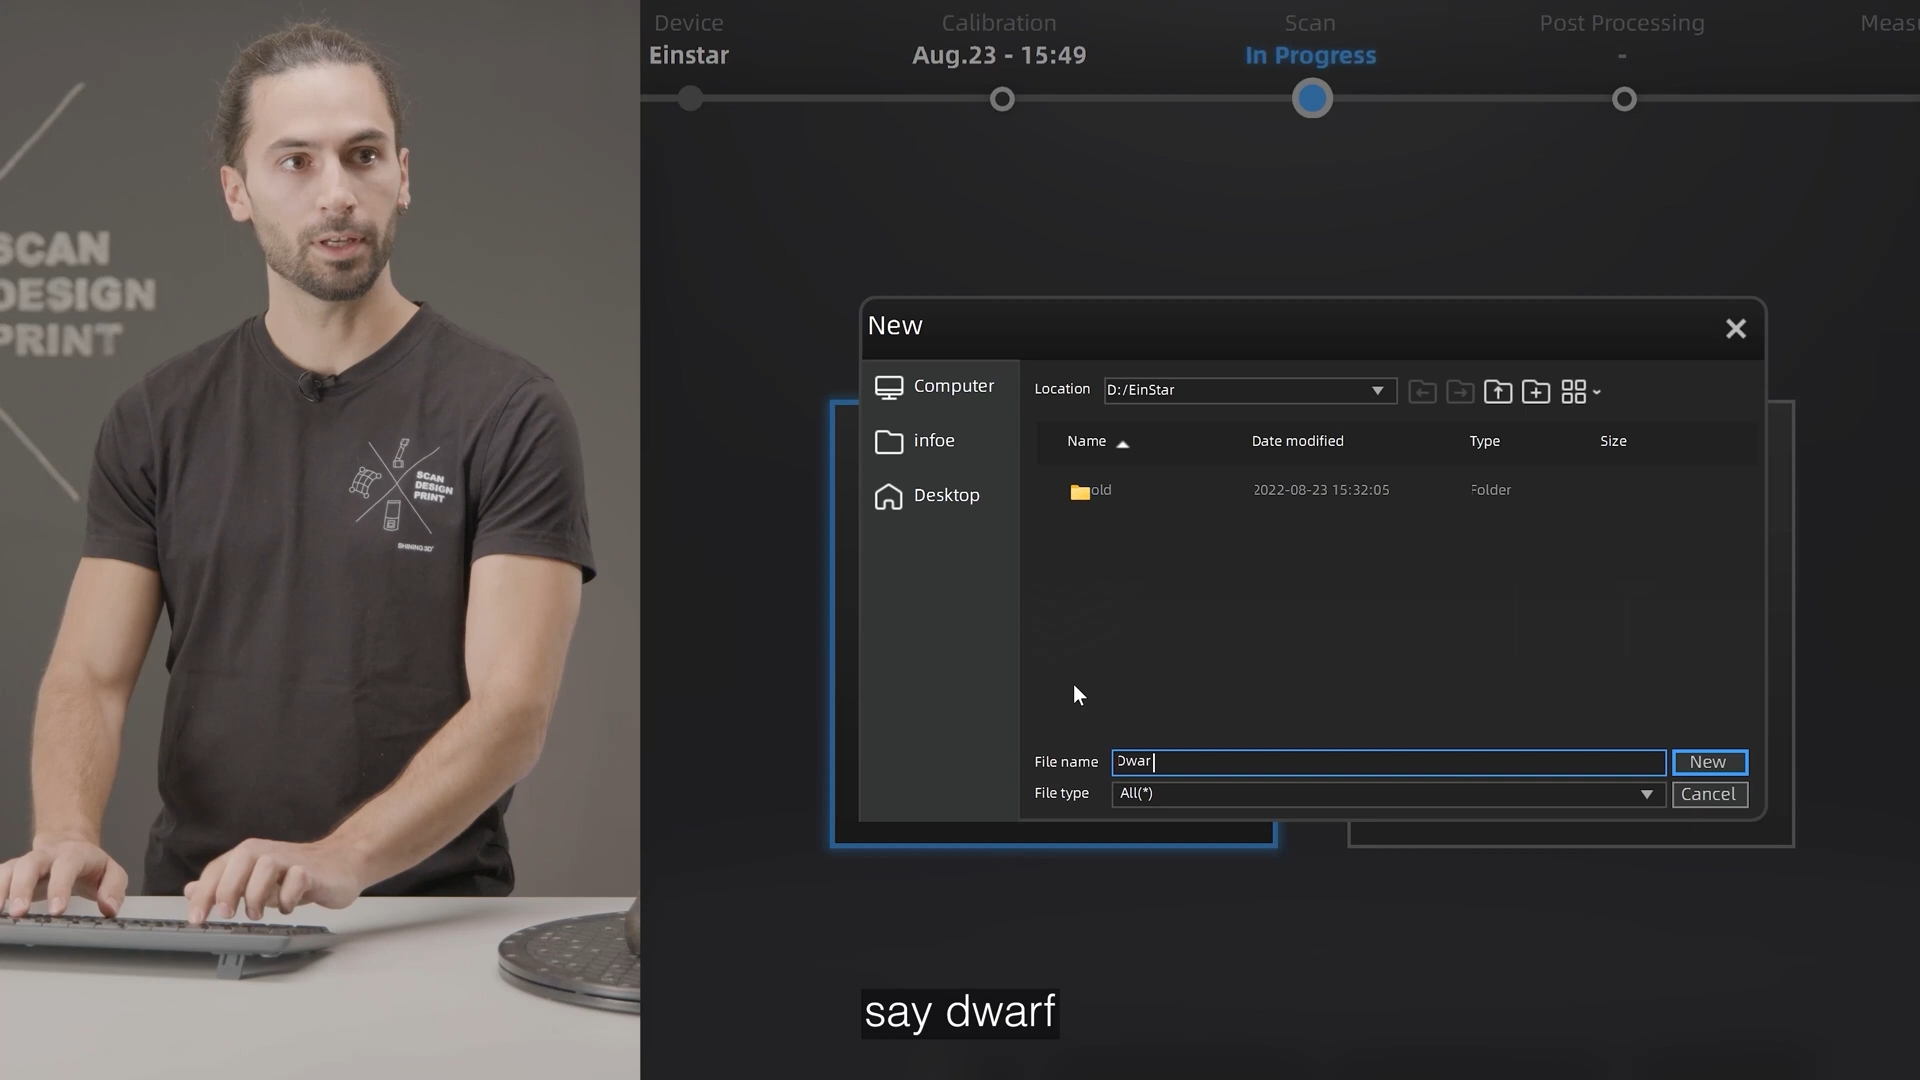 SCAN
DESIGN
PRINT
SCAN
DESIGN
PRINT
SHINING 3D
Device
Einstar
Calibration
Aug.23 - 15:49
Scan
In Progress
Post Processing
-
New
Computer
infoe
Desktop
Location D:/EinStar
Name Date modified Type Size
old 2022-08-23 15:32:05 Folder
File name Dwar New
File type All(*) Cancel
say dwarf